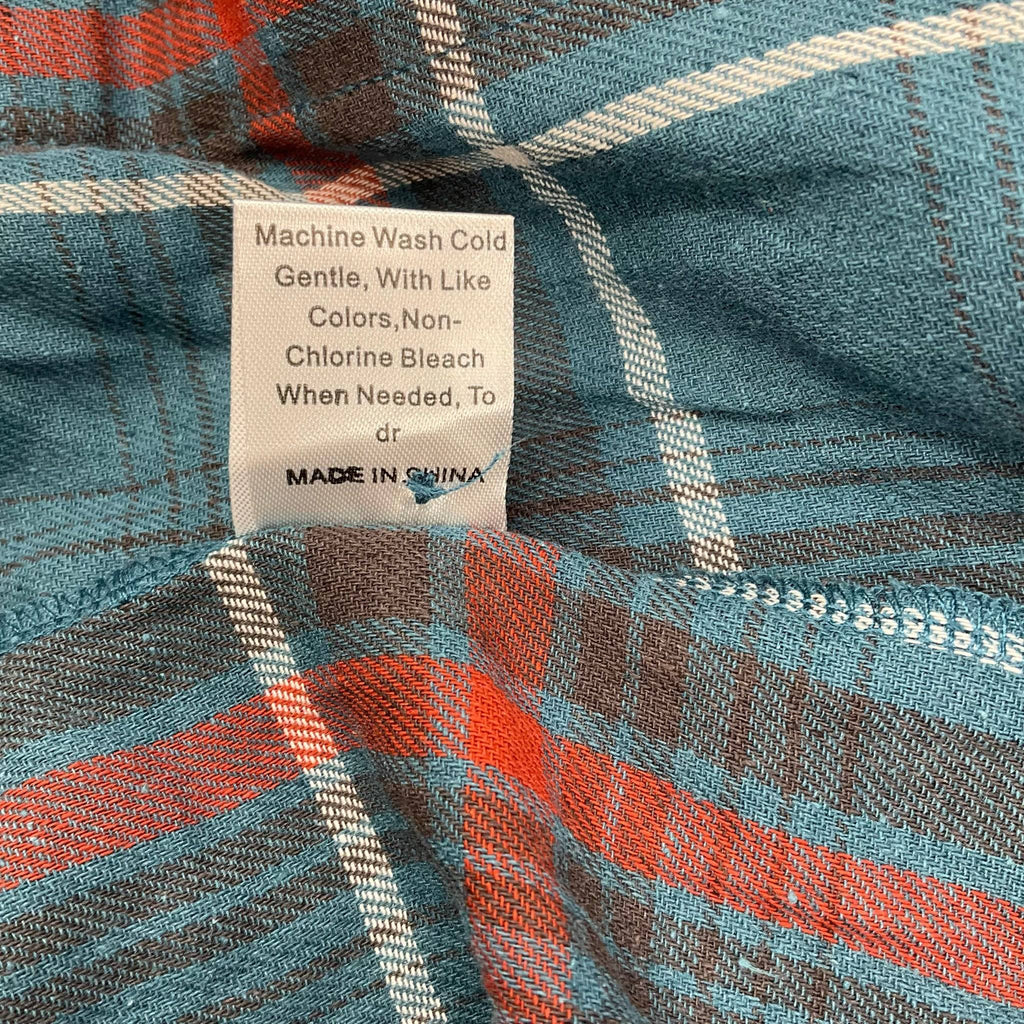 Machine Wash Cold
Gentle, With Like
Colors,Non-
Chlorine Bleach
When Needed, To
dr
MADE IN CHINA